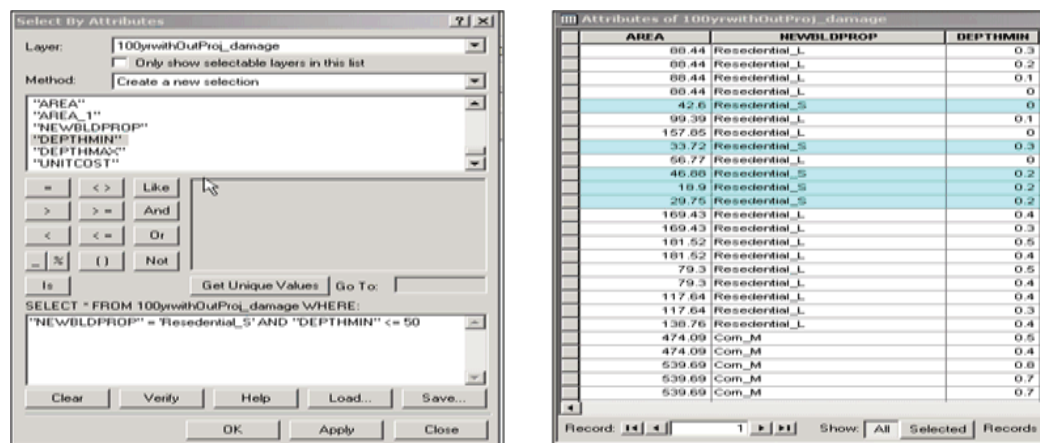 Select By Attributes
Layer: 100yrwithOutProj_damage
Only show selectable layers in this list
Method: Create a new selection
"AREA"
"AREA_1"
"NEWBLDPROP"
"DEPTHMIN"
"DEPTHMAX"
"UNITCOST"
= < > Like
> > = And
< < = Or
_ % ( ) Not
Is Get Unique Values Go To:
SELECT * FROM 100yrwithOutProj_damage WHERE:
"NEWBLDPROP" = 'Resedential_S' AND "DEPTHMIN" <= 50
Clear Verify Help Load... Save...
OK Apply Close
Attributes of 100yrwithOutProj_damage
AREA NEWBLDPROP DEPTHMIN
88.44 Resedential_L 0.3
88.44 Resedential_L 0.2
88.44 Resedential_L 0.1
88.44 Resedential_L 0
42.6 Resedential_S 0
99.39 Resedential_L 0.1
157.85 Resedential_L 0
33.72 Resedential_S 0.3
56.77 Resedential_L 0
46.88 Resedential_S 0.2
18.9 Resedential_S 0.2
29.75 Resedential_S 0.2
169.43 Resedential_L 0.4
169.43 Resedential_L 0.3
181.52 Resedential_L 0.5
181.52 Resedential_L 0.4
79.3 Resedential_L 0.5
79.3 Resedential_L 0.4
117.64 Resedential_L 0.4
117.64 Resedential_L 0.3
138.76 Resedential_L 0.4
474.09 Com_M 0.5
474.09 Com_M 0.4
539.69 Com_M 0.8
539.69 Com_M 0.7
539.69 Com_M 0.7
Record: 1 Show: All Selected Records